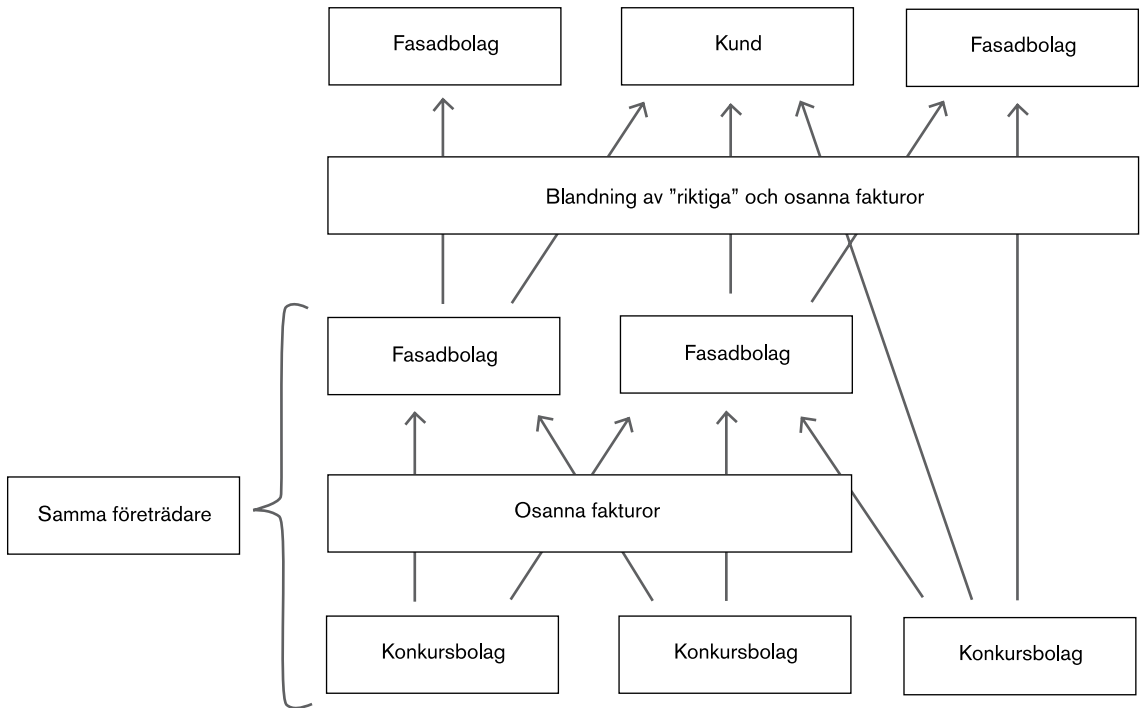 Fasadbolag
Kund
Fasadbolag
Blandning av "riktiga" och osanna fakturor
Fasadbolag
Fasadbolag
Samma företrädare
Osanna fakturor
Konkursbolag
Konkursbolag
Konkursbolag